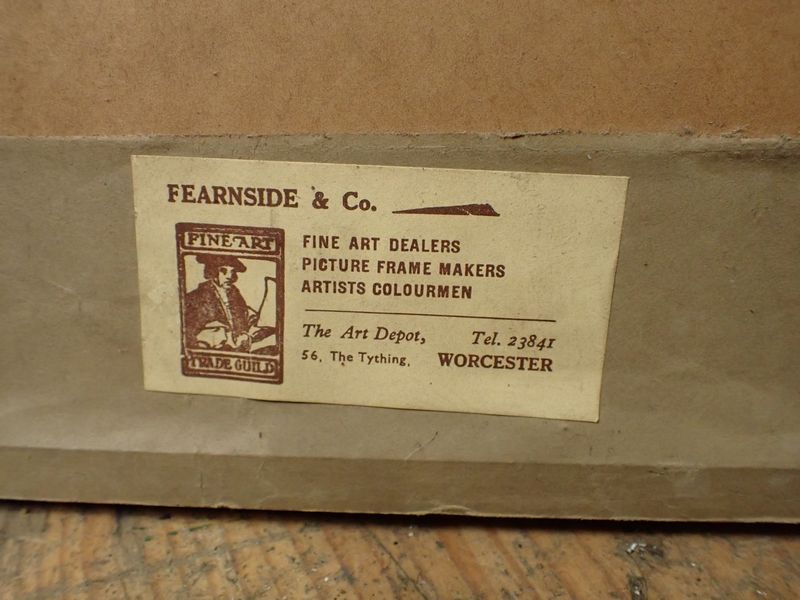 FEARNSIDE & Co.
FINE ART
TRADE GUILD
FINE ART DEALERS
PICTURE FRAME MAKERS
ARTISTS COLOURMEN
The Art Depot, Tel. 23841
56, The Tything, WORCESTER